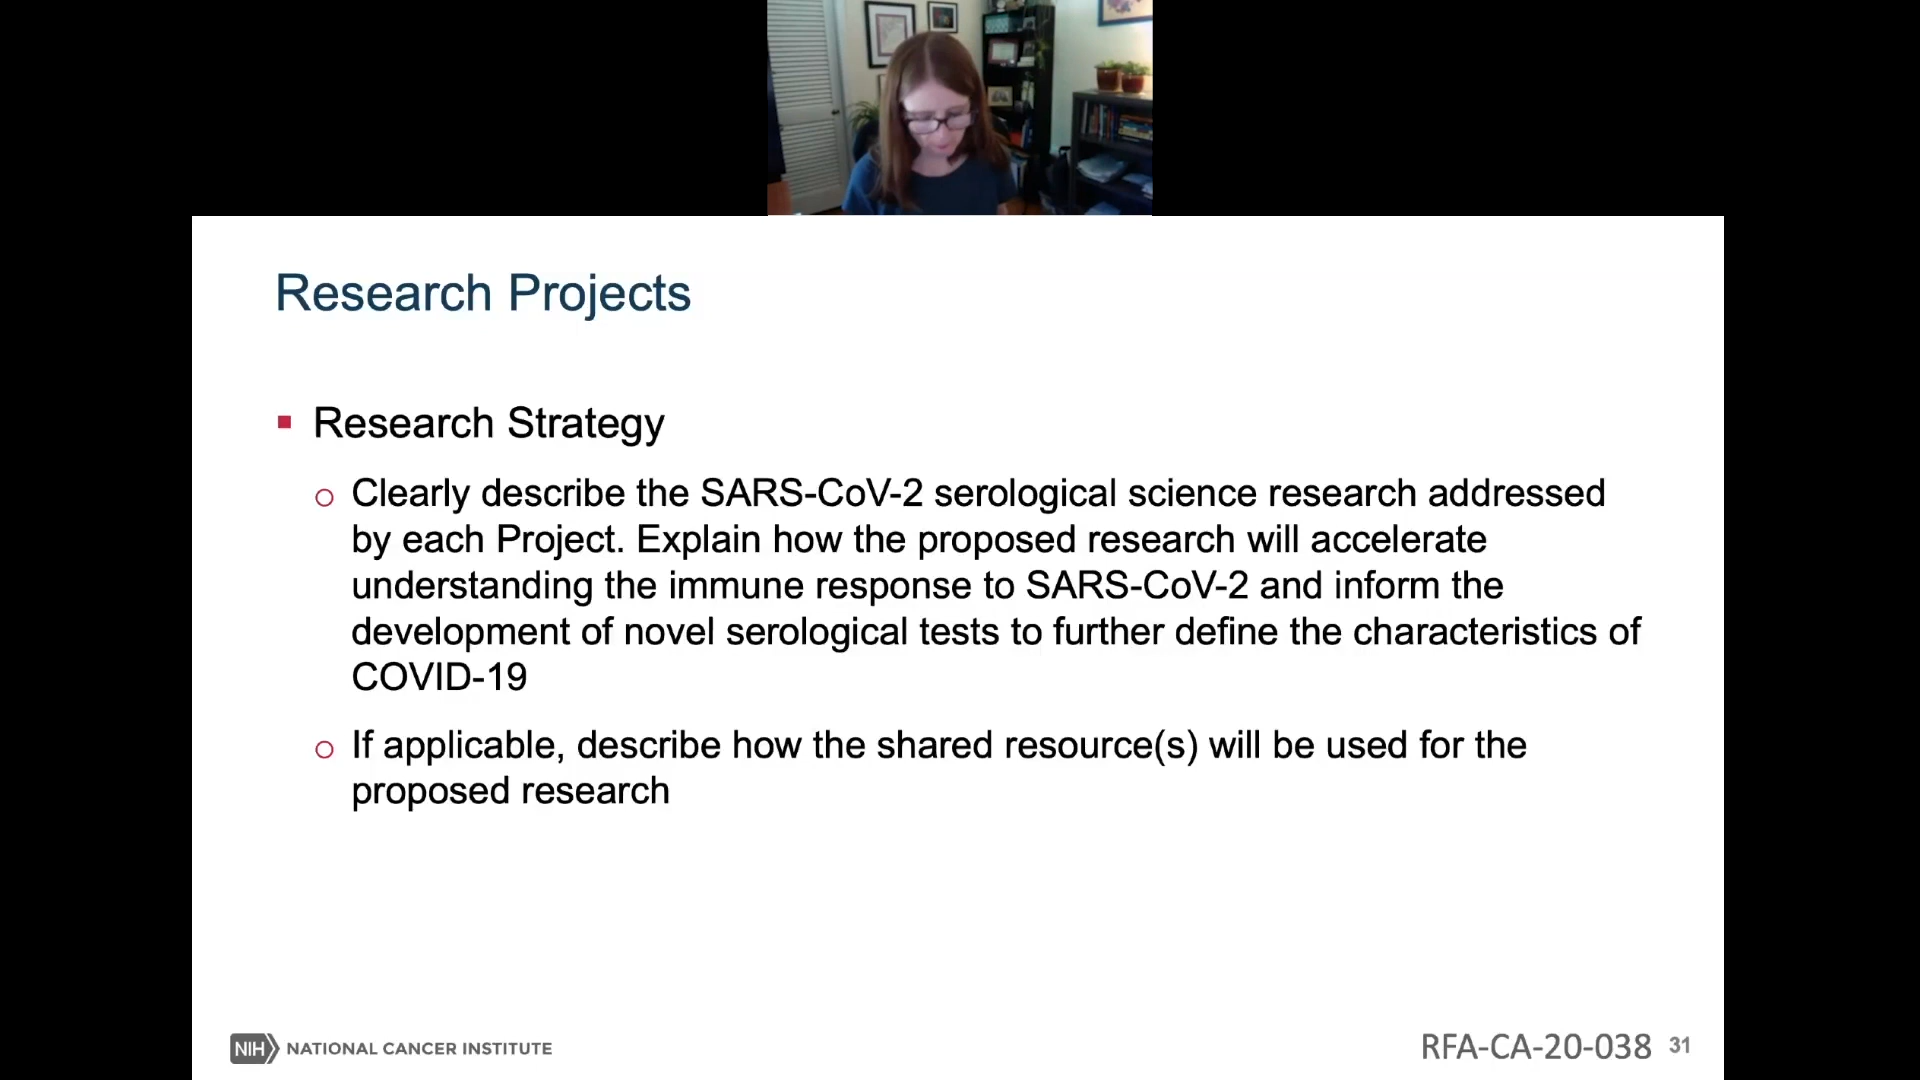 Research Projects
Research Strategy
Clearly describe the SARS-CoV-2 serological science research addressed
by each Project. Explain how the proposed research will accelerate
understanding the immune response to SARS-CoV-2 and inform the
development of novel serological tests to further define the characteristics of
COVID-19
If applicable, describe how the shared resource(s) will be used for the
proposed research
NIH NATIONAL CANCER INSTITUTE
RFA-CA-20-038 31